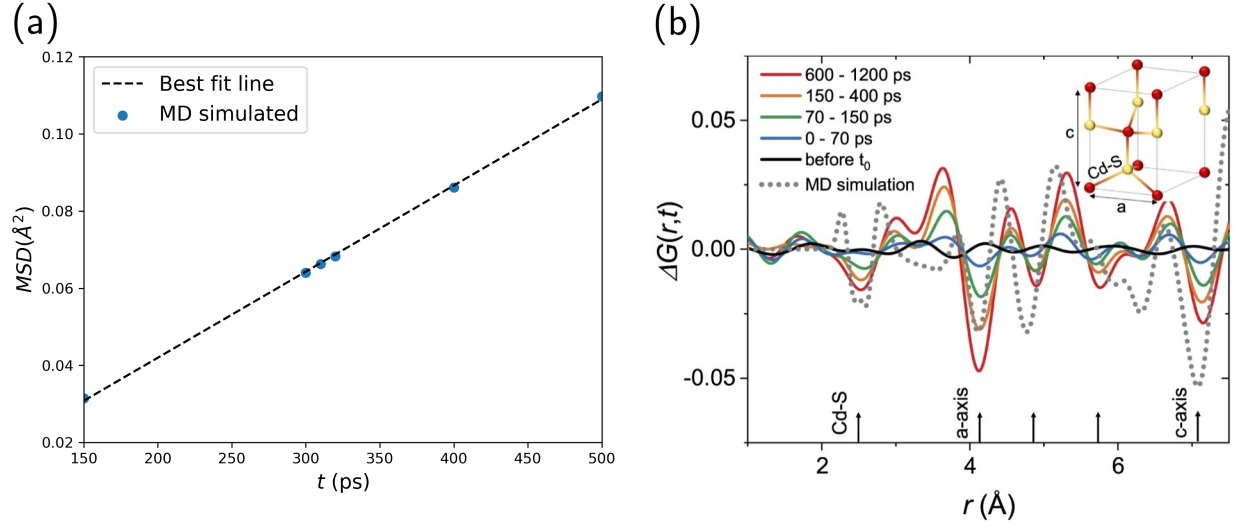 (a)
0.12
0.10
0.08
0.06
0.04
0.02
MSD(Å²)
Best fit line
MD simulated
150 200 250 300 350 400 450 500
t (ps)
(b)
0.05
0.00
-0.05
ΔG(r,t)
600 - 1200 ps
150 - 400 ps
70 - 150 ps
0 - 70 ps
before t₀
MD simulation
c
Cd-S
a
Cd-S
a-axis
c-axis
2 4 6
r (Å)